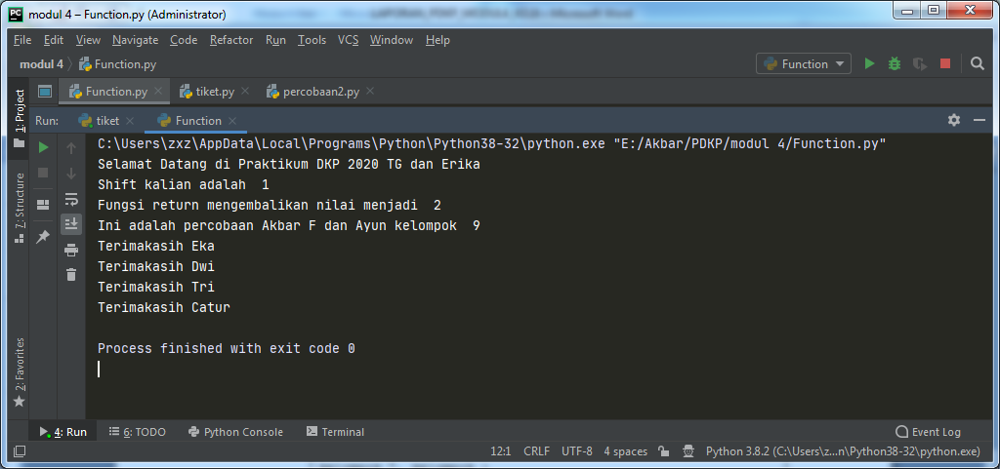 modul 4 – Function.py (Administrator)
File Edit View Navigate Code Refactor Run Tools VCS Window Help
modul 4 Function.py Function
Function.py tiket.py percobaan2.py
1: Project
Run: tiket Function
C:\Users\zxz\AppData\Local\Programs\Python\Python38-32\python.exe "E:/Akbar/PDKP/modul 4/Function.py"
Selamat Datang di Praktikum DKP 2020 TG dan Erika
Shift kalian adalah  1
Fungsi return mengembalikan nilai menjadi  2
Ini adalah percobaan Akbar F dan Ayun kelompok  9
Terimakasih Eka
Terimakasih Dwi
Terimakasih Tri
Terimakasih Catur
Process finished with exit code 0
7: Structure
2: Favorites
4: Run 6: TODO Python Console Terminal Event Log
12:1 CRLF UTF-8 4 spaces Python 3.8.2 (C:\Users\z...n\Python38-32\python.exe)